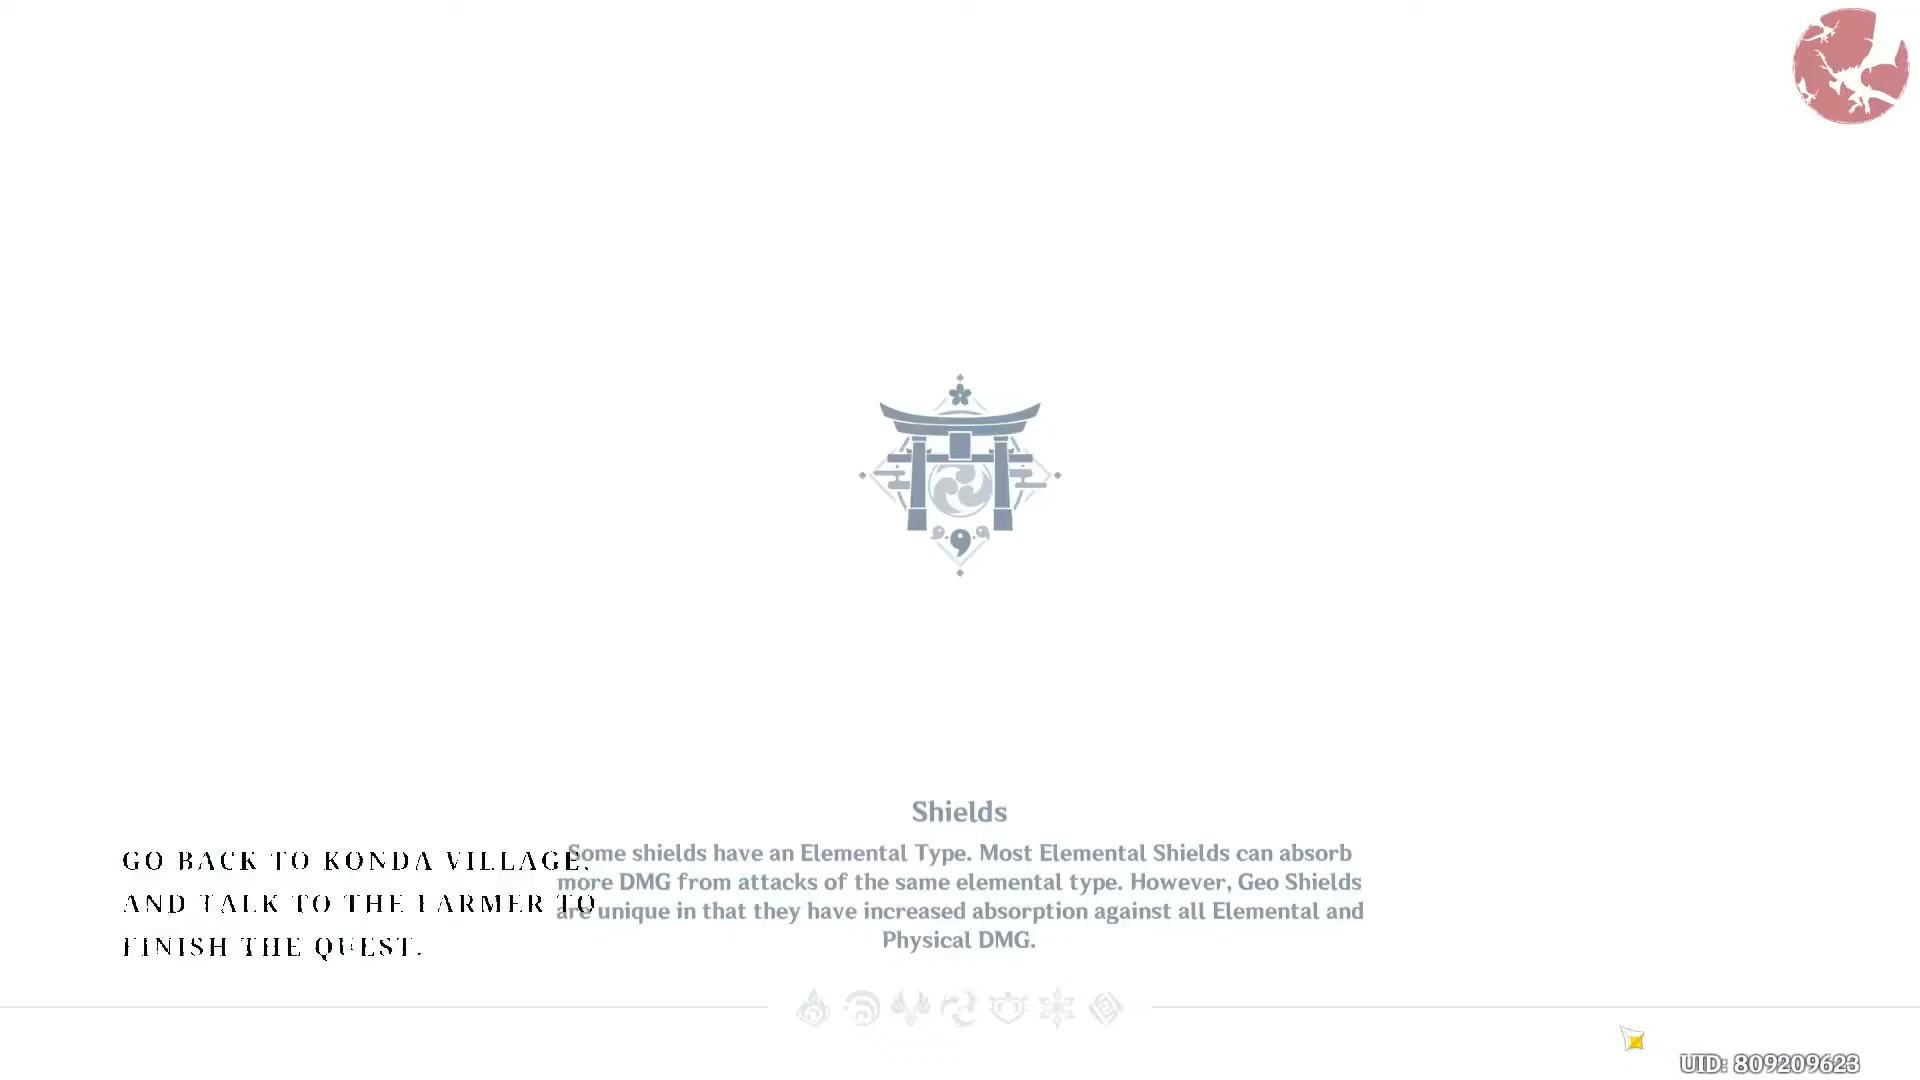 Shields
Some shields have an Elemental Type. Most Elemental Shields can absorb
more DMG from attacks of the same elemental type. However, Geo Shields
are unique in that they have increased absorption against all Elemental and
Physical DMG.
GO BACK TO KONDA VILLAGE,
AND TALK TO THE FARMER TO
FINISH THE QUEST.
UID: 809209623